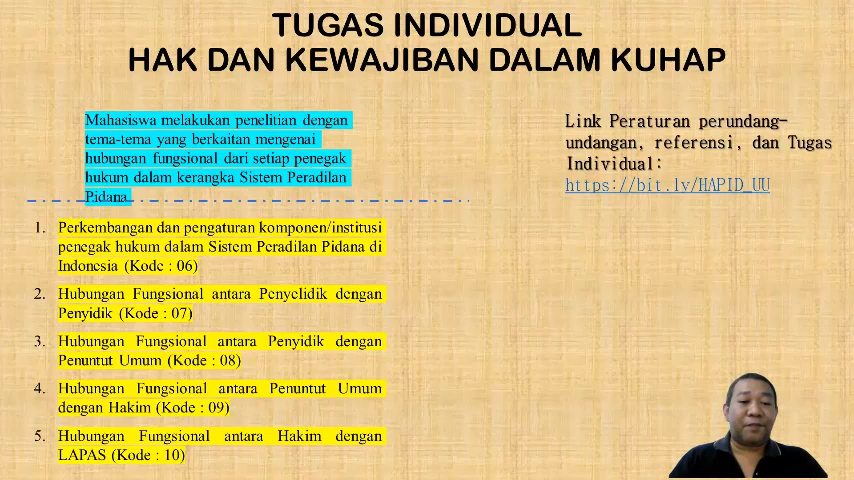 TUGAS INDIVIDUAL
HAK DAN KEWAJIBAN DALAM KUHAP
Mahasiswa melakukan penelitian dengan
tema-tema yang berkaitan mengenai
hubungan fungsional dari setiap penegak
hukum dalam kerangka Sistem Peradilan
Pidana
1. Perkembangan dan pengaturan komponen/institusi
penegak hukum dalam Sistem Peradilan Pidana di
Indonesia (Kode : 06)
2. Hubungan Fungsional antara Penyelidik dengan
Penyidik (Kode : 07)
3. Hubungan Fungsional antara Penyidik dengan
Penuntut Umum (Kode : 08)
4. Hubungan Fungsional antara Penuntut Umum
dengan Hakim (Kode : 09)
5. Hubungan Fungsional antara Hakim dengan
LAPAS (Kode : 10)
Link Peraturan perundang-
undangan, referensi, dan Tugas
Individual:
https://bit.ly/HAPID_UU